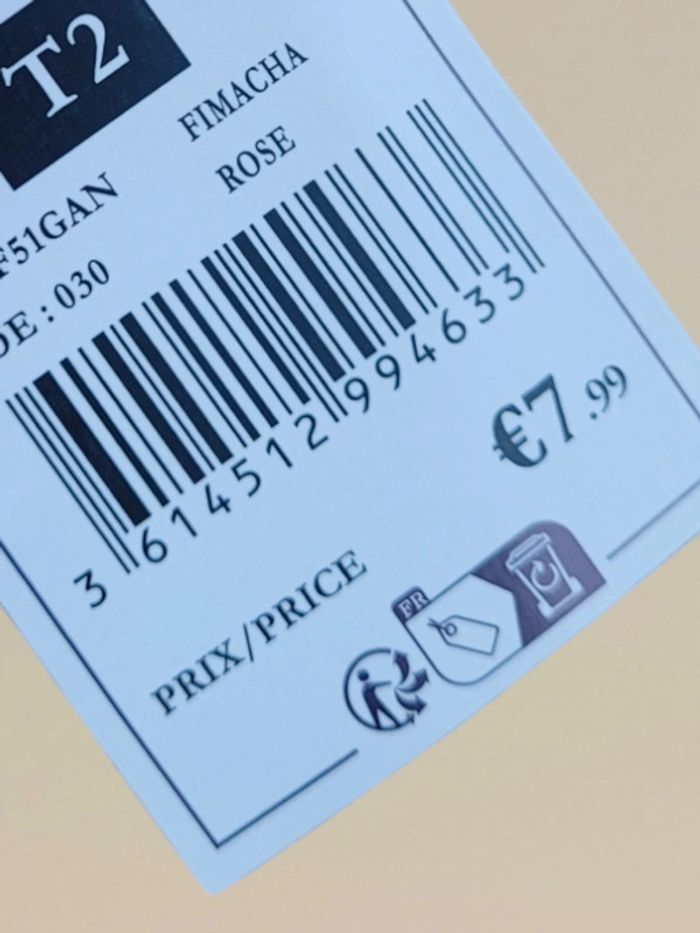 T2
FIMACHA
ROSE
F51GAN
DE : 030
3 614512 994633
€7.99
PRIX/PRICE
FR